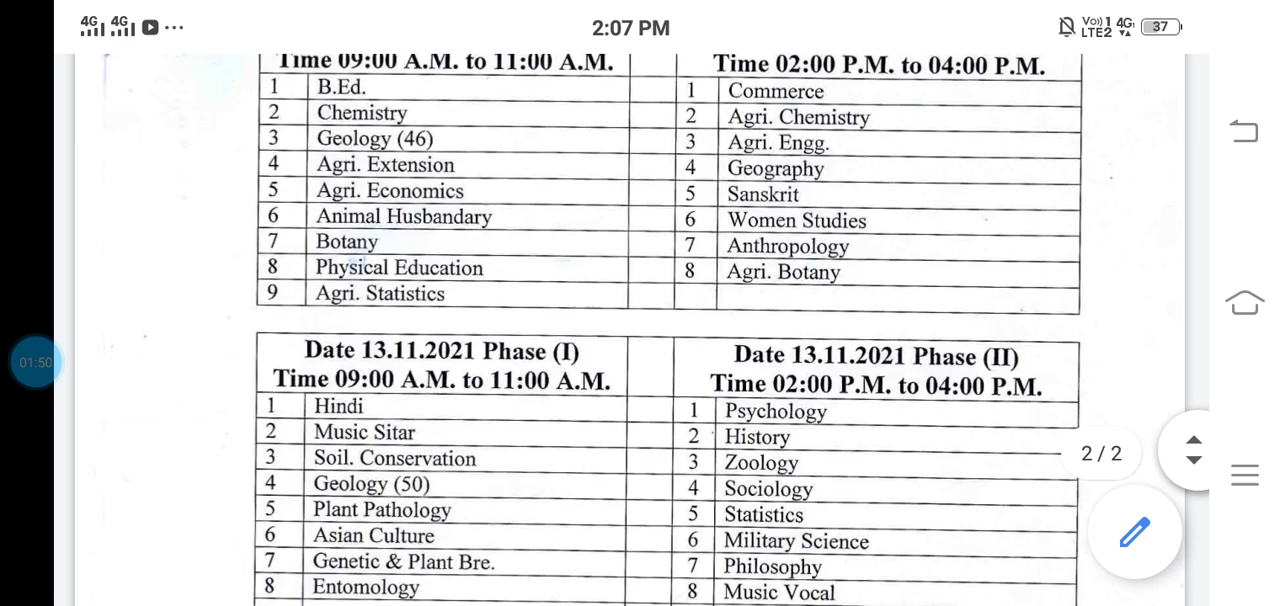 4G 4G ... 2:07 PM Vo)) 1 LTE2 4G 37
Time 09:00 A.M. to 11:00 A.M. Time 02:00 P.M. to 04:00 P.M.
1 B.Ed. 1 Commerce
2 Chemistry 2 Agri. Chemistry
3 Geology (46) 3 Agri. Engg.
4 Agri. Extension 4 Geography
5 Agri. Economics 5 Sanskrit
6 Animal Husbandary 6 Women Studies
7 Botany 7 Anthropology
8 Physical Education 8 Agri. Botany
9 Agri. Statistics
01:50
Date 13.11.2021 Phase (I) Date 13.11.2021 Phase (II)
Time 09:00 A.M. to 11:00 A.M. Time 02:00 P.M. to 04:00 P.M.
1 Hindi 1 Psychology
2 Music Sitar 2 History
3 Soil. Conservation 3 Zoology
2 / 2
4 Geology (50) 4 Sociology
5 Plant Pathology 5 Statistics
6 Asian Culture 6 Military Science
7 Genetic & Plant Bre. 7 Philosophy
8 Entomology 8 Music Vocal